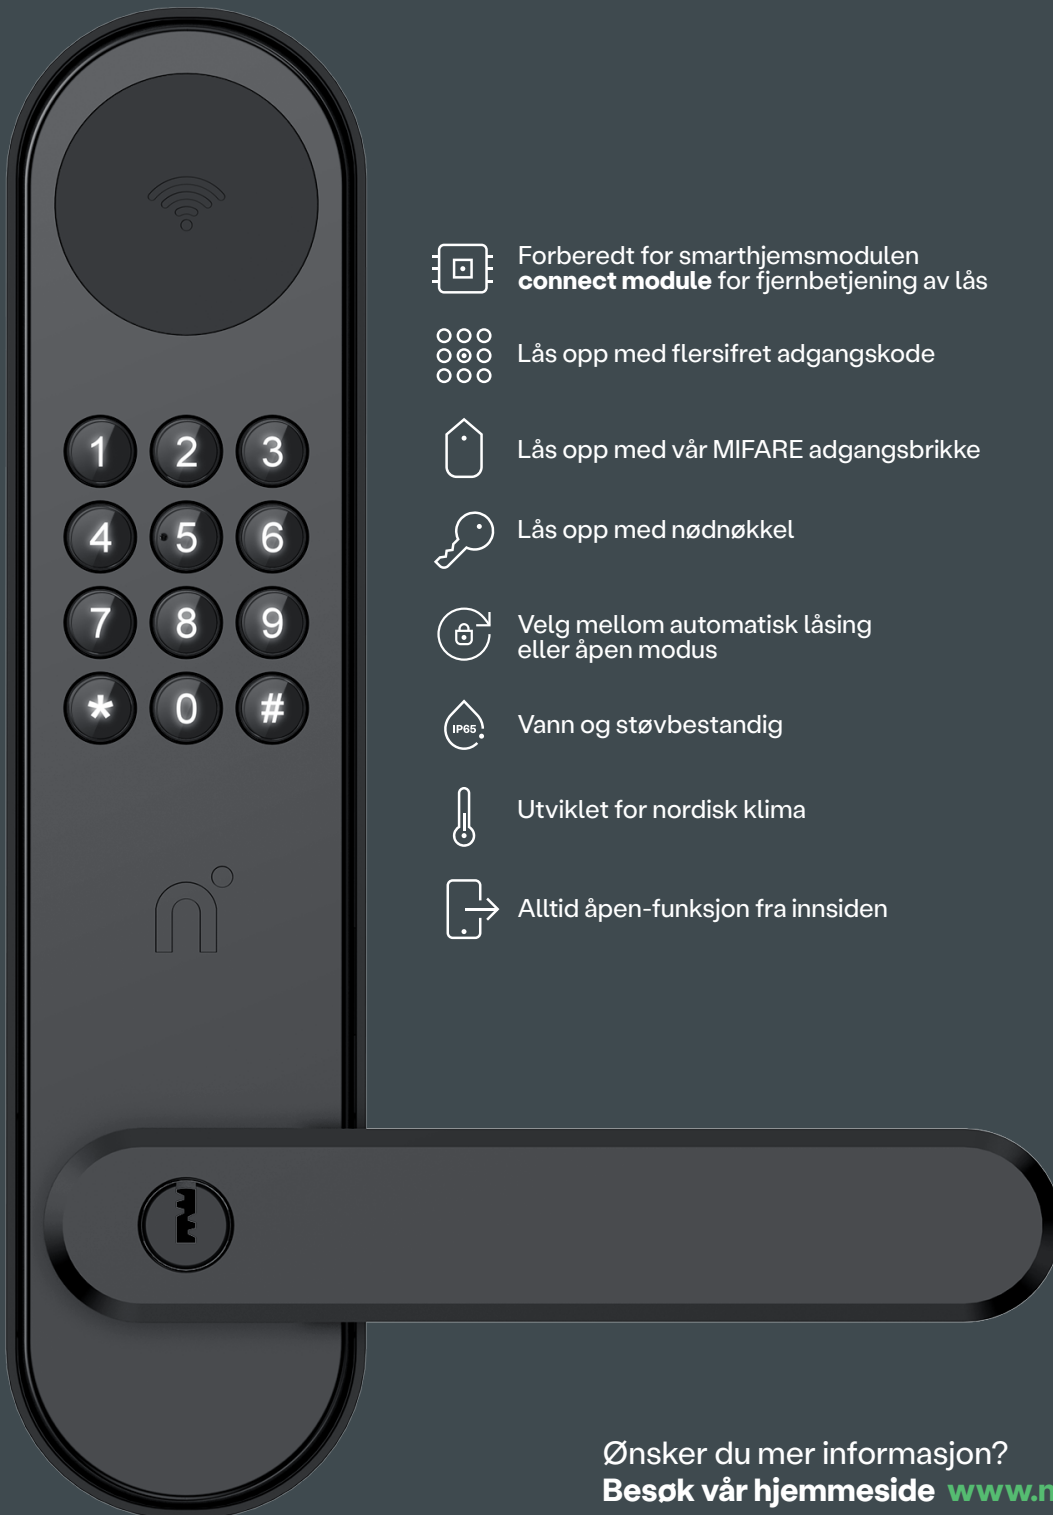 1 2 3
4 5 6
7 8 9
* 0 #
n
Forberedt for smarthjemsmodulen
connect module for fjernbetjening av lås
Lås opp med flersifret adgangskode
Lås opp med vår MIFARE adgangsbrikke
Lås opp med nødnøkkel
Velg mellom automatisk låsing
eller åpen modus
IP65
Vann og støvbestandig
Utviklet for nordisk klima
Alltid åpen-funksjon fra innsiden
Ønsker du mer informasjon?
Besøk vår hjemmeside www.